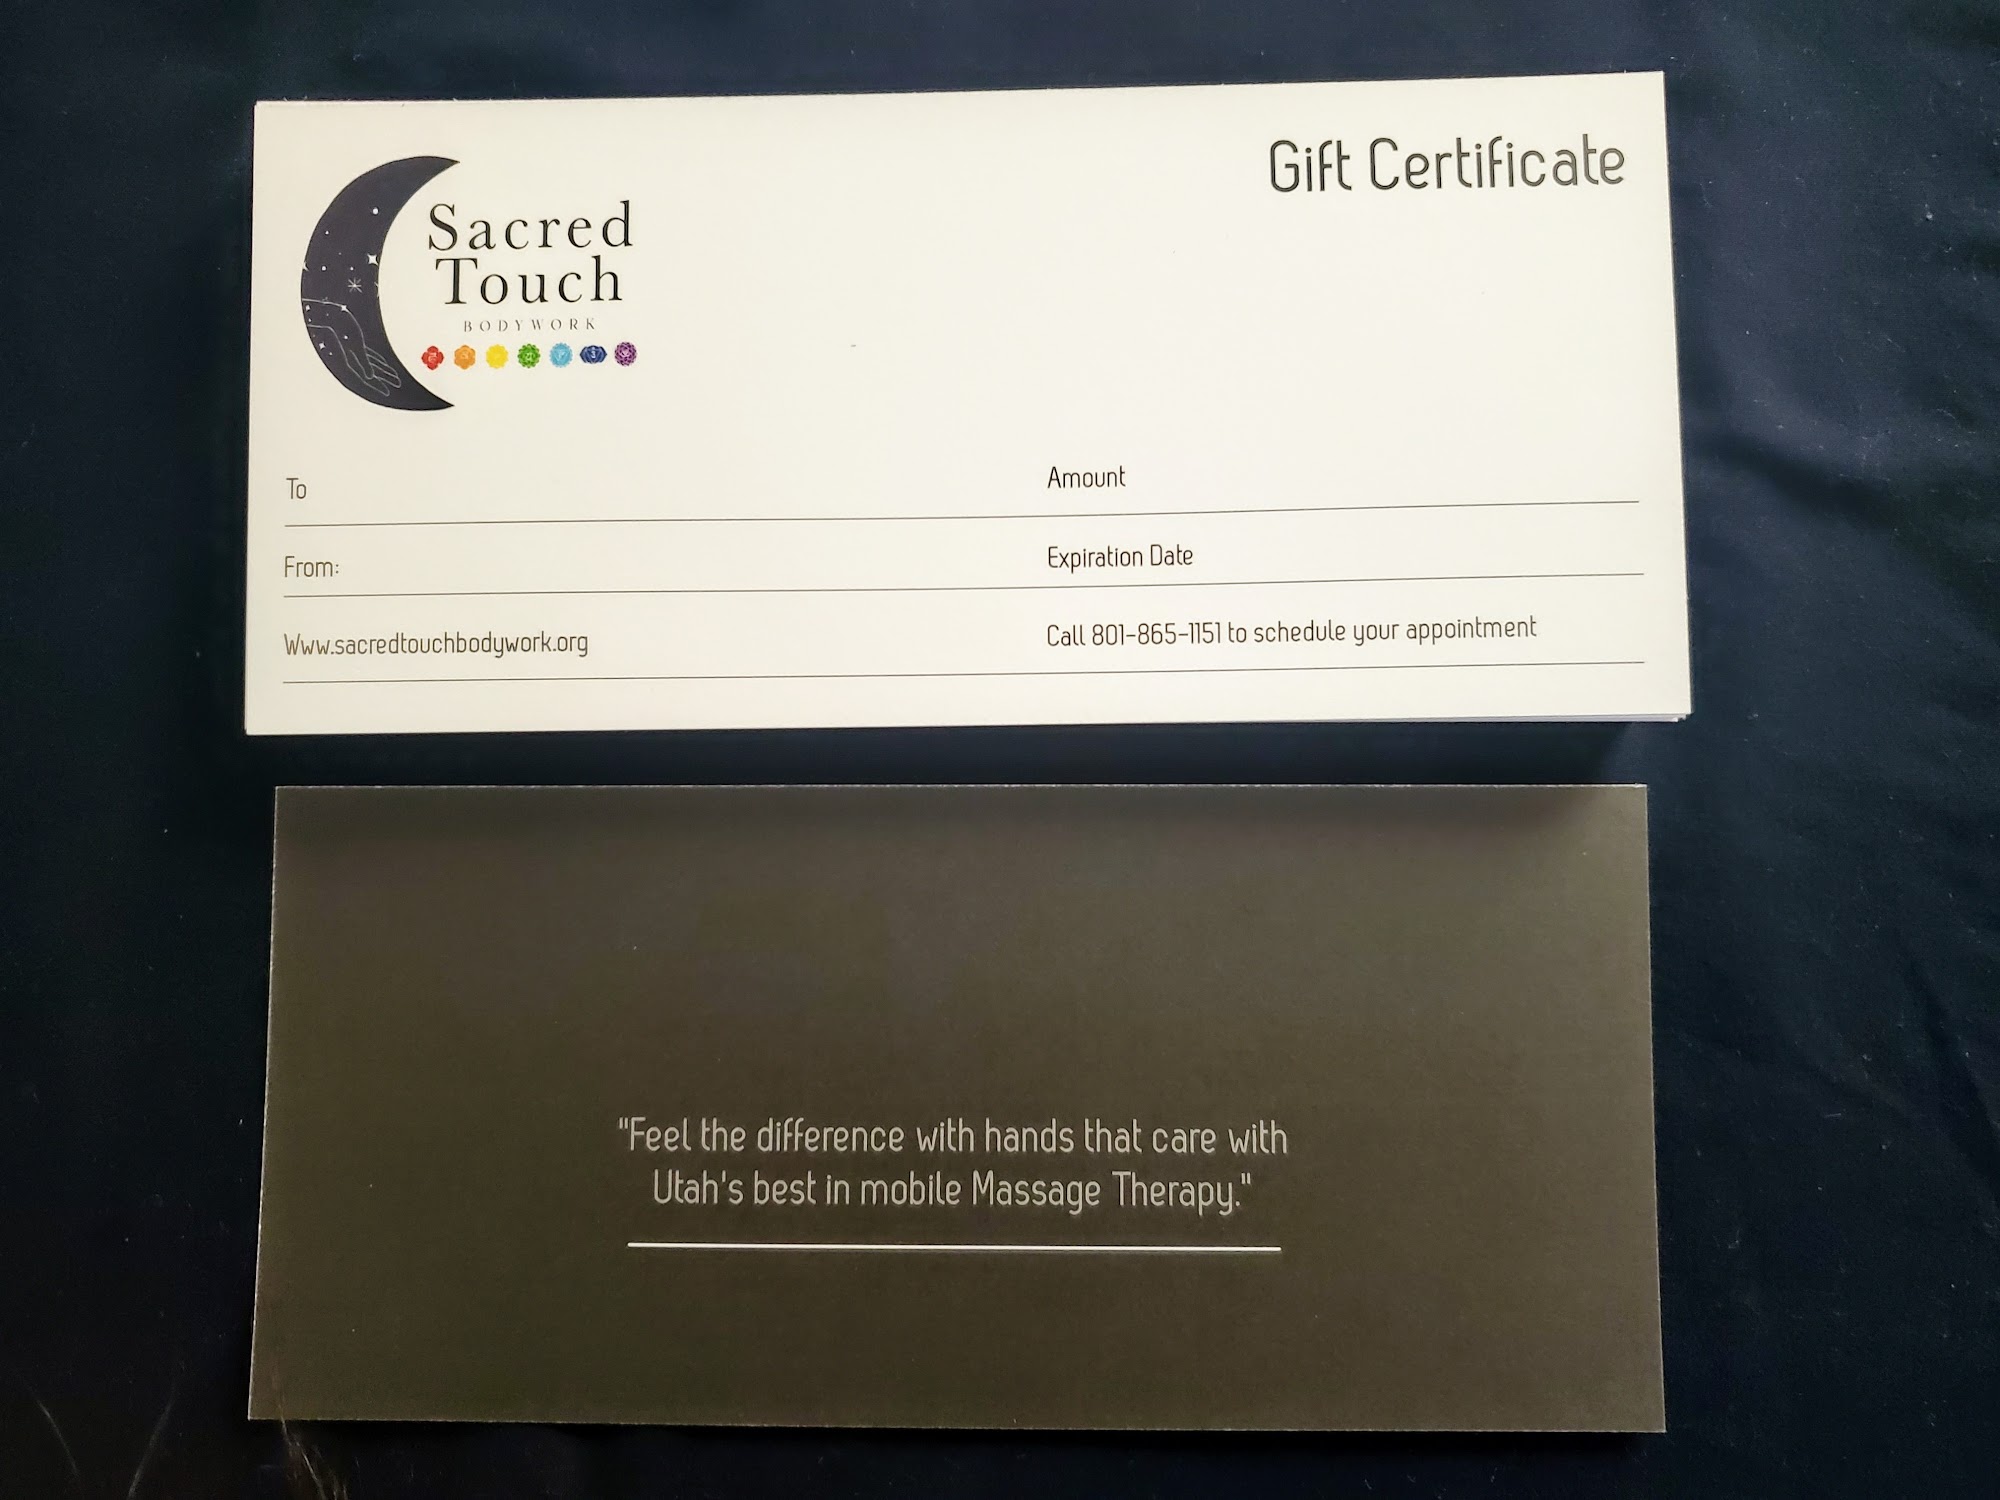 Gift Certificate
Sacred
Touch
BODYWORK
To
Amount
From:
Expiration Date
Www.sacredtouchbodywork.org
Call 801-865-1151 to schedule your appointment
"Feel the difference with hands that care with
Utah's best in mobile Massage Therapy."